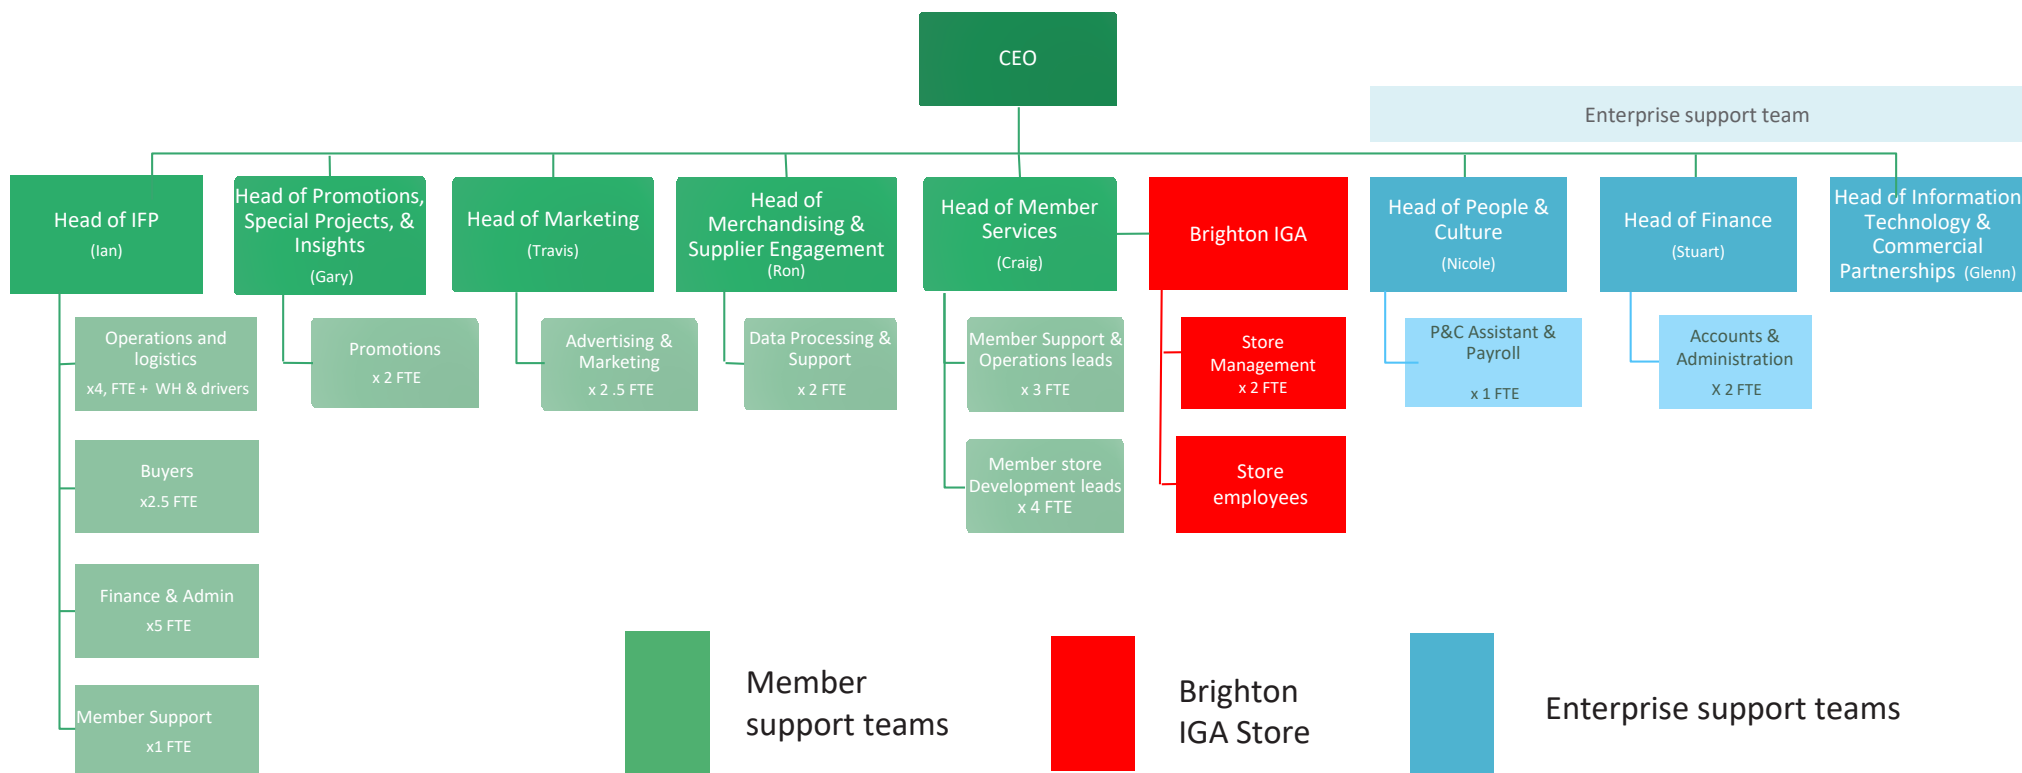 CEO
Enterprise support team
Head of IFP
(Ian)
Head of Promotions,
Special Projects, &
Insights
(Gary)
Head of Marketing
(Travis)
Head of
Merchandising &
Supplier Engagement
(Ron)
Head of Member
Services
(Craig)
Brighton IGA
Head of People &
Culture
(Nicole)
Head of Finance
(Stuart)
Head of Information
Technology &
Commercial
Partnerships (Glenn)
Operations and
logistics
x4, FTE + WH & drivers
Promotions
x 2 FTE
Advertising &
Marketing
x 2 .5 FTE
Data Processing &
Support
x 2 FTE
Member Support &
Operations leads
x 3 FTE
Store
Management
x 2 FTE
P&C Assistant &
Payroll
x 1 FTE
Accounts &
Administration
X 2 FTE
Buyers
x2.5 FTE
Member store
Development leads
x 4 FTE
Store
employees
Finance & Admin
x5 FTE
Member Support
x1 FTE
Member
support teams
Brighton
IGA Store
Enterprise support teams